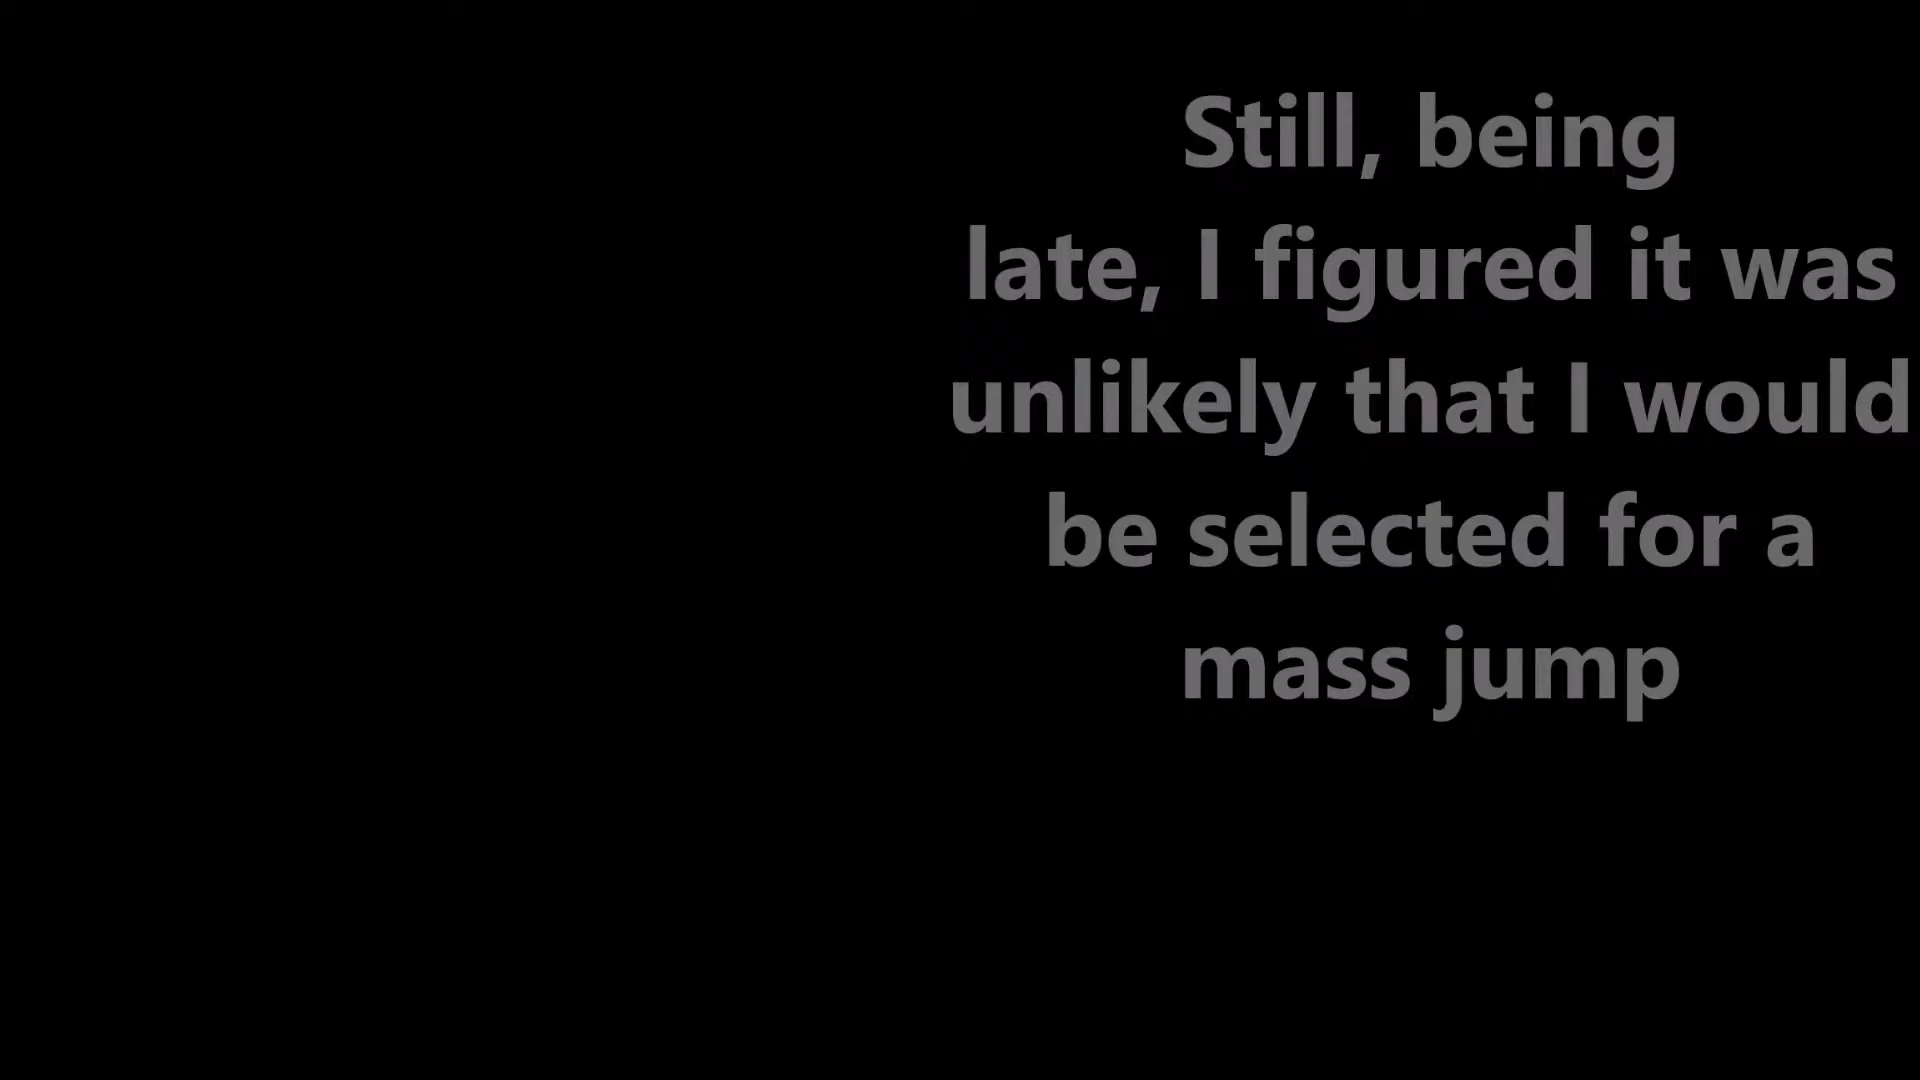 Still, being
late, I figured it was
unlikely that I would
be selected for a
mass jump